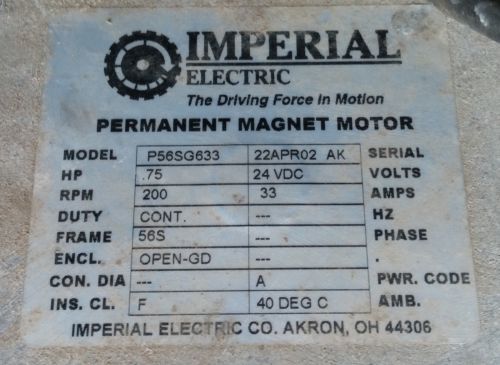 IMPERIAL
ELECTRIC
The Driving Force in Motion
PERMANENT MAGNET MOTOR
MODEL P56SG633 22APR02 AK SERIAL
HP .75 24 VDC VOLTS
RPM 200 33 AMPS
DUTY CONT. --- HZ
FRAME 56S --- PHASE
ENCL. OPEN-GD --- .
CON. DIA --- A PWR. CODE
INS. CL. F 40 DEG C AMB.
IMPERIAL ELECTRIC CO. AKRON, OH 44306